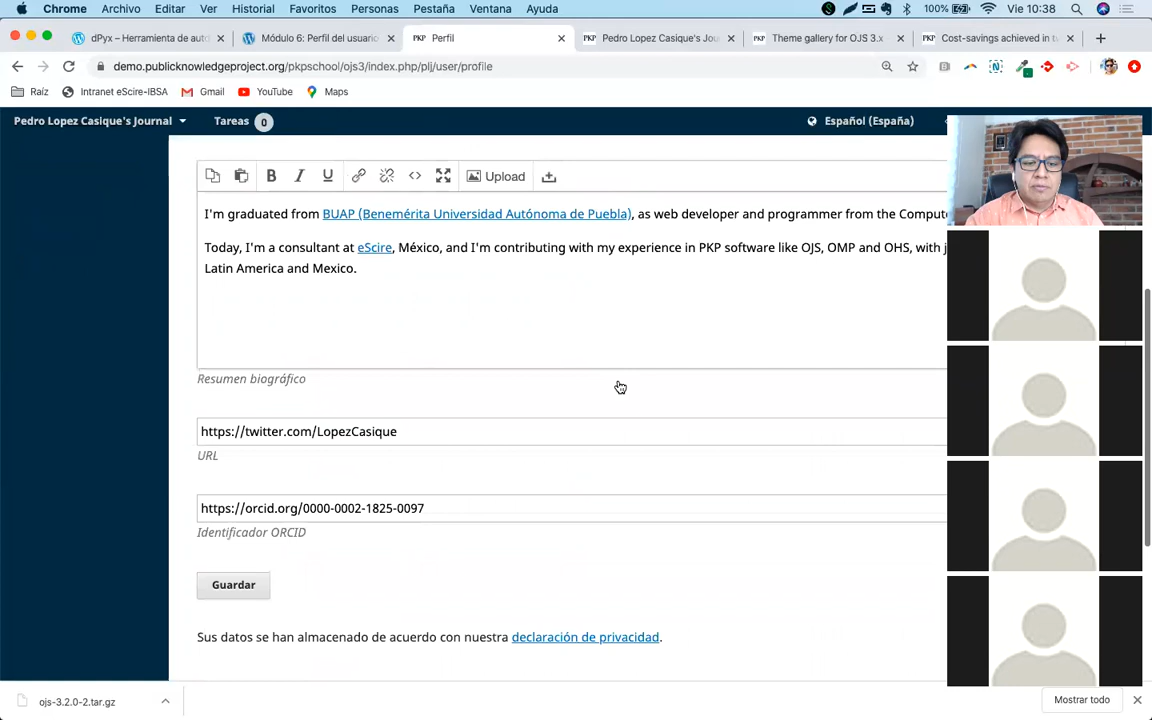 Chrome Archivo Editar Ver Historial Favoritos Personas Pestaña Ventana Ayuda 100% Vie 10:38
dPyx – Herramienta de auto Módulo 6: Perfil del usuario Perfil Pedro Lopez Casique's Jou Theme gallery for OJS 3.x Cost-savings achieved in tw
demo.publicknowledgeproject.org/pkpschool/ojs3/index.php/plj/user/profile
Raíz Intranet eScire-IBSA Gmail YouTube Maps
Pedro Lopez Casique's Journal Tareas 0 Español (España)
B I U Upload
I'm graduated from BUAP (Benemérita Universidad Autónoma de Puebla), as web developer and programmer from the Compute
Today, I'm a consultant at eScire, México, and I'm contributing with my experience in PKP software like OJS, OMP and OHS, with j
Latin America and Mexico.
Resumen biográfico
https://twitter.com/LopezCasique
URL
https://orcid.org/0000-0002-1825-0097
Identificador ORCID
Guardar
Sus datos se han almacenado de acuerdo con nuestra declaración de privacidad.
ojs-3.2.0-2.tar.gz Mostrar todo